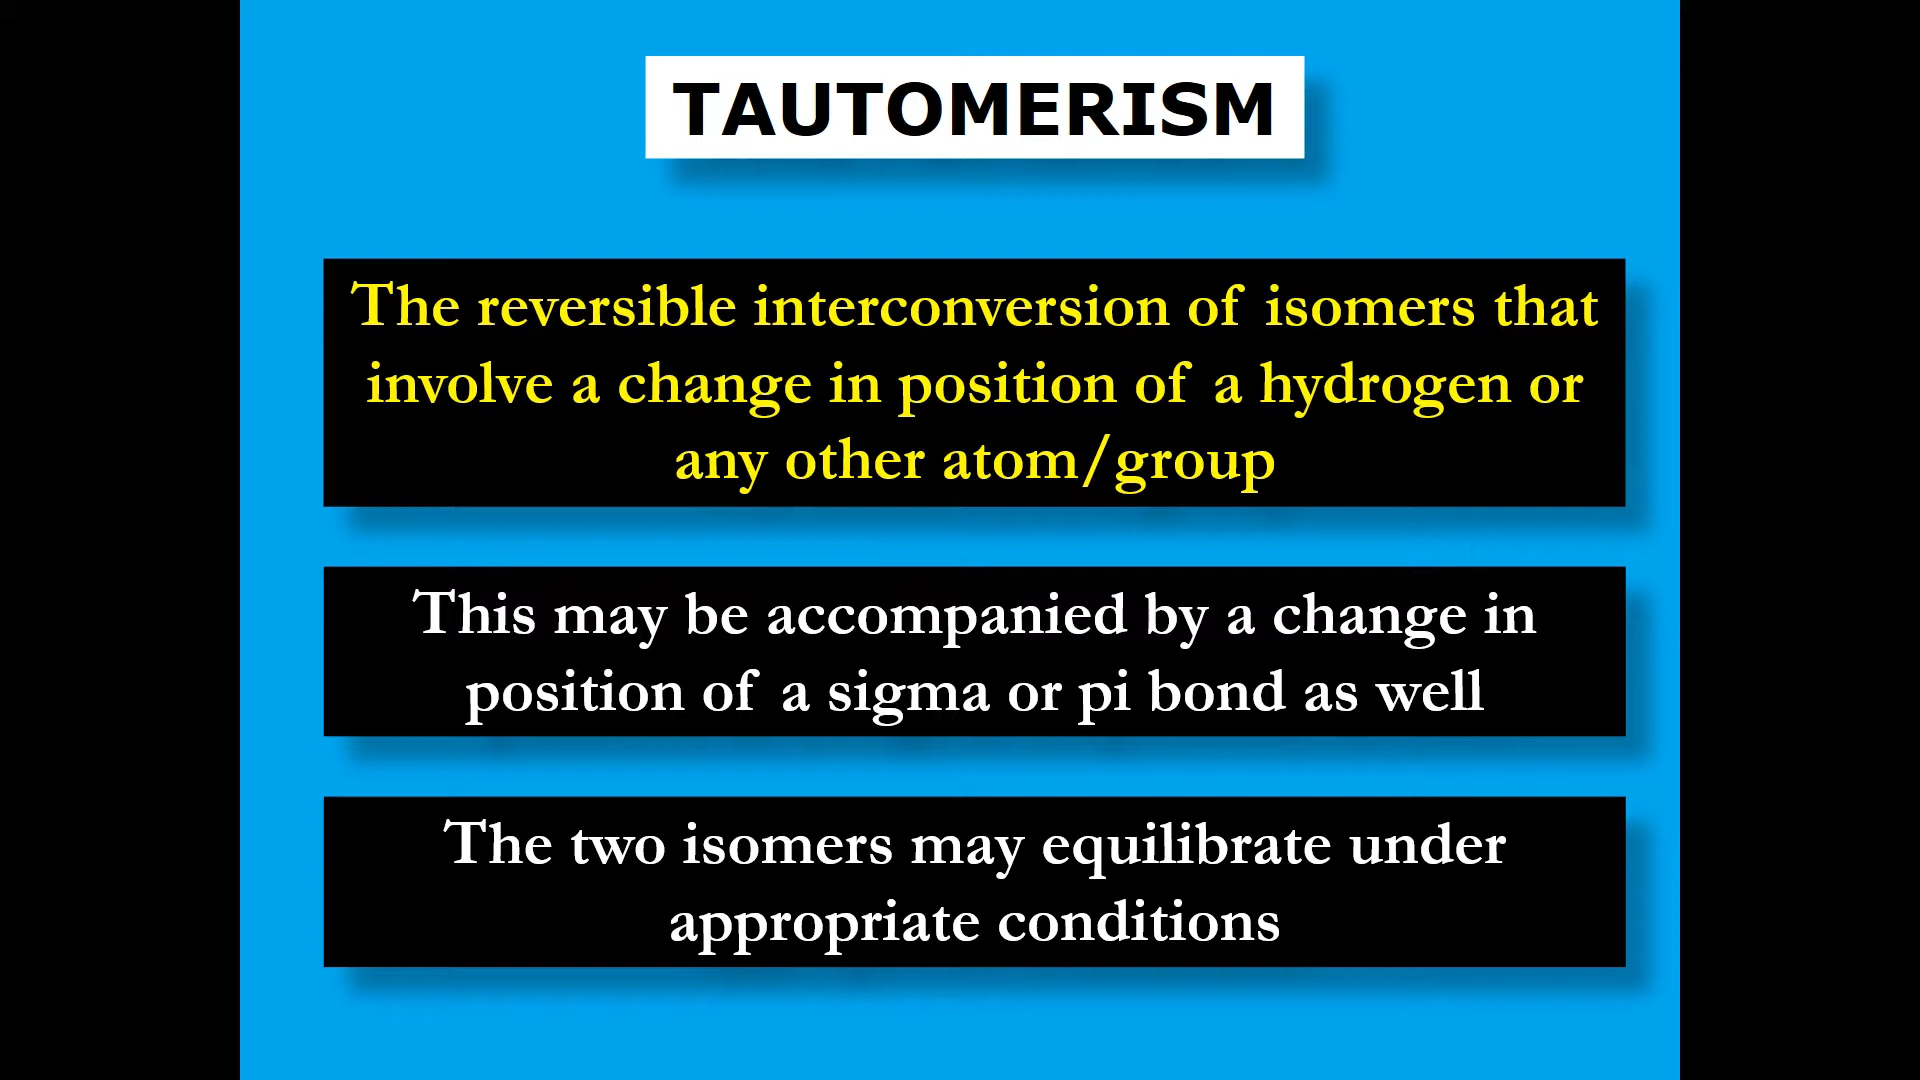 TAUTOMERISM
The reversible interconversion of isomers that
involve a change in position of a hydrogen or
any other atom/group
This may be accompanied by a change in
position of a sigma or pi bond as well
The two isomers may equilibrate under
appropriate conditions